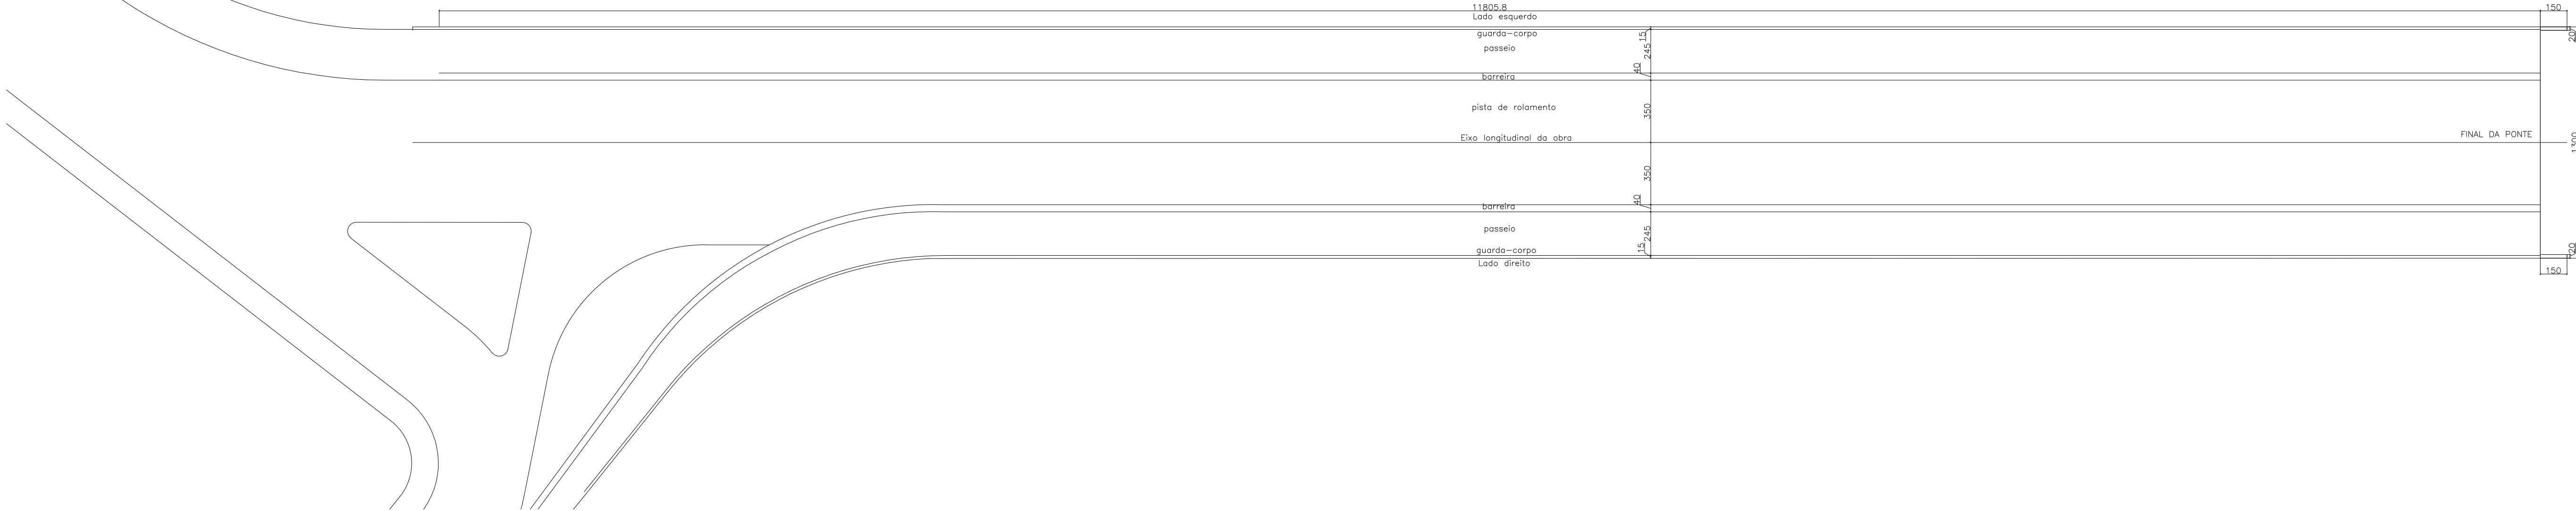 11805.8
150
Lado esquerdo
guarda-corpo
15
20
passeio
245
40
barreira
pista de rolamento
350
Eixo longitudinal da obra
FINAL DA PONTE
1300
350
40
barreira
passeio
245
guarda-corpo
15
20
Lado direito
150